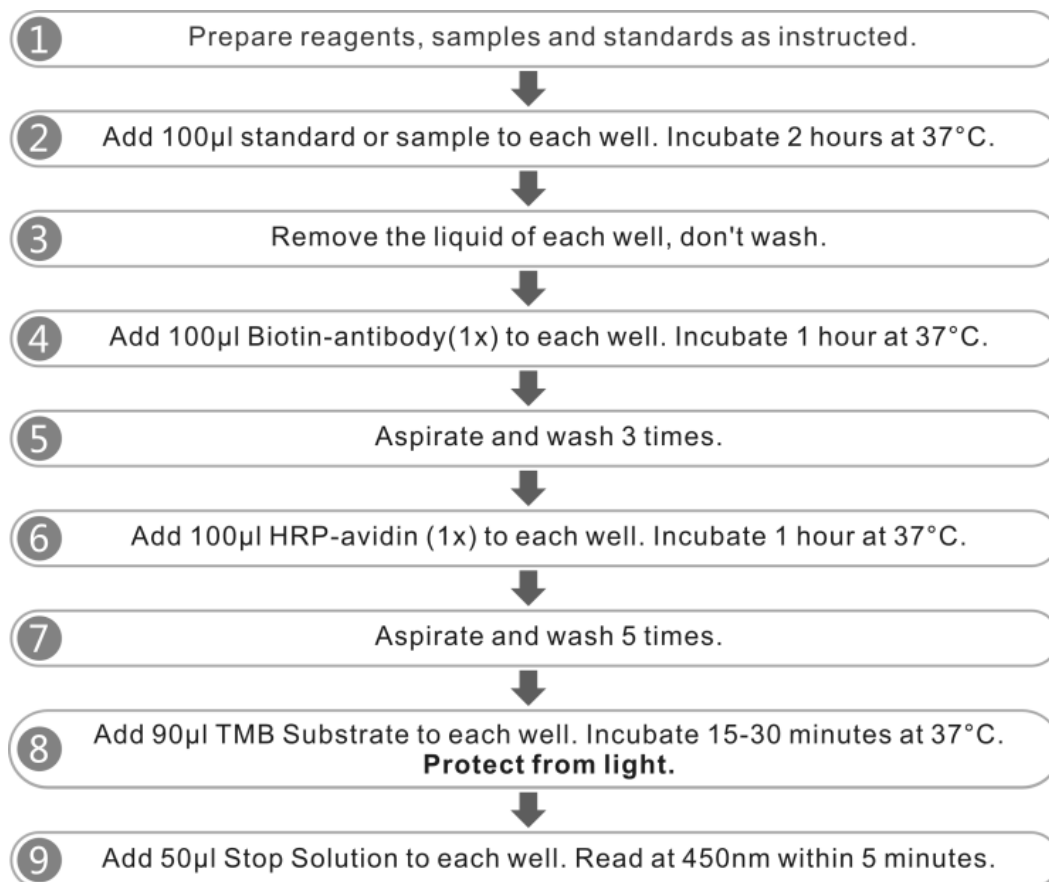 1 Prepare reagents, samples and standards as instructed.
2 Add 100µl standard or sample to each well. Incubate 2 hours at 37°C.
3 Remove the liquid of each well, don't wash.
4 Add 100µl Biotin-antibody(1x) to each well. Incubate 1 hour at 37°C.
5 Aspirate and wash 3 times.
6 Add 100µl HRP-avidin (1x) to each well. Incubate 1 hour at 37°C.
7 Aspirate and wash 5 times.
8 Add 90µl TMB Substrate to each well. Incubate 15-30 minutes at 37°C.
Protect from light.
9 Add 50µl Stop Solution to each well. Read at 450nm within 5 minutes.